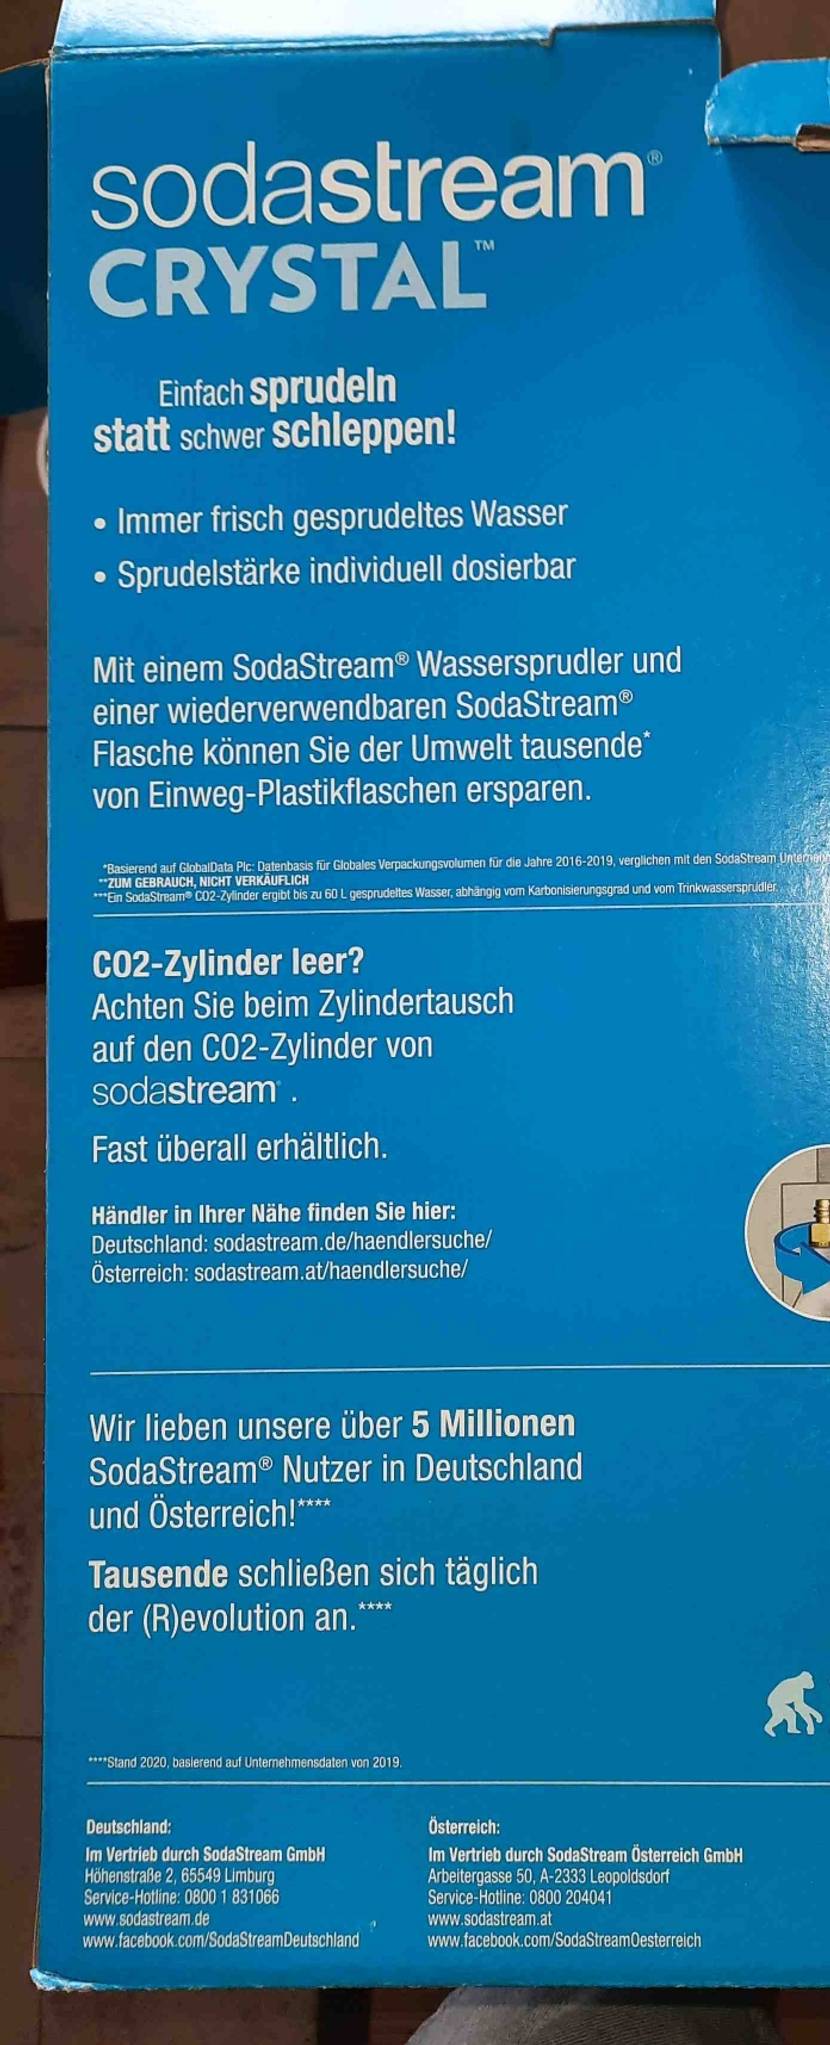 sodastream®
CRYSTAL™
Einfach sprudeln
statt schwer schleppen!
• Immer frisch gesprudeltes Wasser
• Sprudelstärke individuell dosierbar
Mit einem SodaStream® Wassersprudler und
einer wiederverwendbaren SodaStream®
Flasche können Sie der Umwelt tausende*
von Einweg-Plastikflaschen ersparen.
*Basierend auf GlobalData Plc: Datenbasis für Globales Verpackungsvolumen für die Jahre 2016-2019, verglichen mit den SodaStream
**ZUM GEBRAUCH, NICHT VERKÄUFLICH
***Ein SodaStream® CO2-Zylinder ergibt bis zu 60 L gesprudeltes Wasser, abhängig vom Karbonisierungsgrad und vom Trinkwassersprudler.
CO2-Zylinder leer?
Achten Sie beim Zylindertausch
auf den CO2-Zylinder von
sodastream .
Fast überall erhältlich.
Händler in Ihrer Nähe finden Sie hier:
Deutschland: sodastream.de/haendlersuche/
Österreich: sodastream.at/haendlersuche/
Wir lieben unsere über 5 Millionen
SodaStream® Nutzer in Deutschland
und Österreich!****
Tausende schließen sich täglich
der (R)evolution an.****
****Stand 2020, basierend auf Unternehmensdaten von 2019.
Deutschland:
Im Vertrieb durch SodaStream GmbH
Höhenstraße 2, 65549 Limburg
Service-Hotline: 0800 1 831066
www.sodastream.de
www.facebook.com/SodaStreamDeutschland
Österreich:
Im Vertrieb durch SodaStream Österreich GmbH
Arbeitergasse 50, A-2333 Leopoldsdorf
Service-Hotline: 0800 204041
www.sodastream.at
www.facebook.com/SodaStreamOesterreich